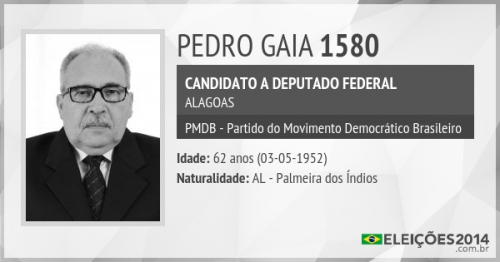 PEDRO GAIA 1580
CANDIDATO A DEPUTADO FEDERAL
ALAGOAS
PMDB - Partido do Movimento Democrático Brasileiro
Idade: 62 anos (03-05-1952)
Naturalidade: AL - Palmeira dos Índios
ELEIÇÕES2014
.com.br